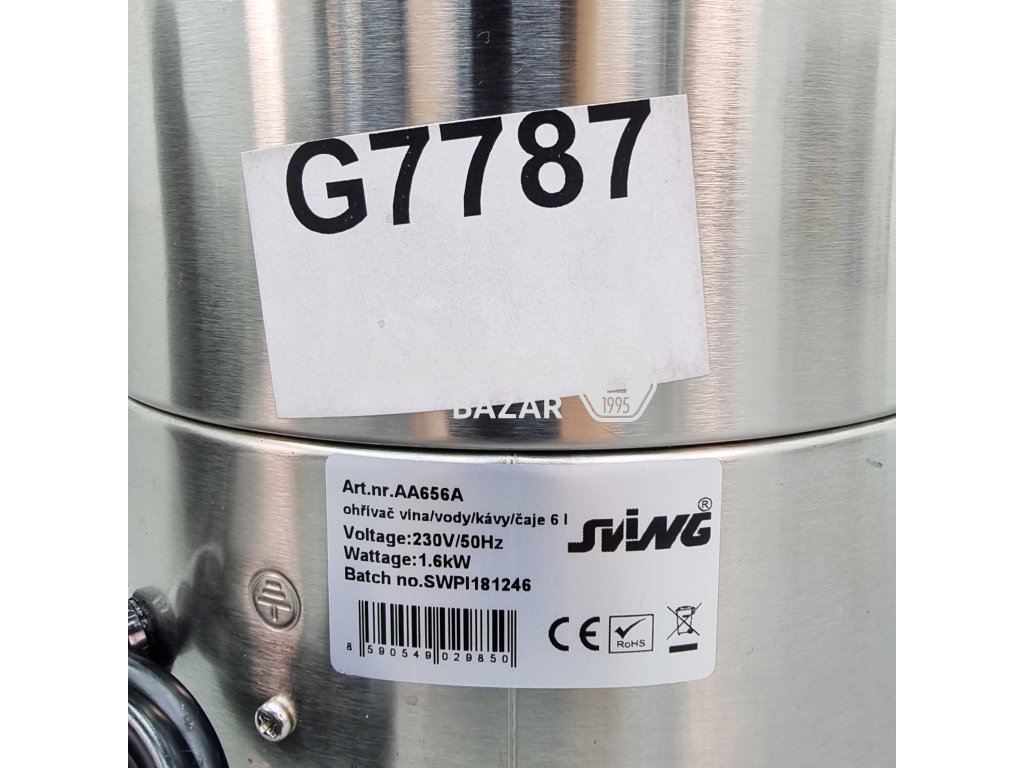 G7787
BAZAR
1995
Art.nr.AA656A
ohřívač vína/vody/kávy/čaje 6 l
Voltage:230V/50Hz
Wattage:1.6kW
Batch no.SWPI181246
SVING®
8 590549 029850
CE
RoHS